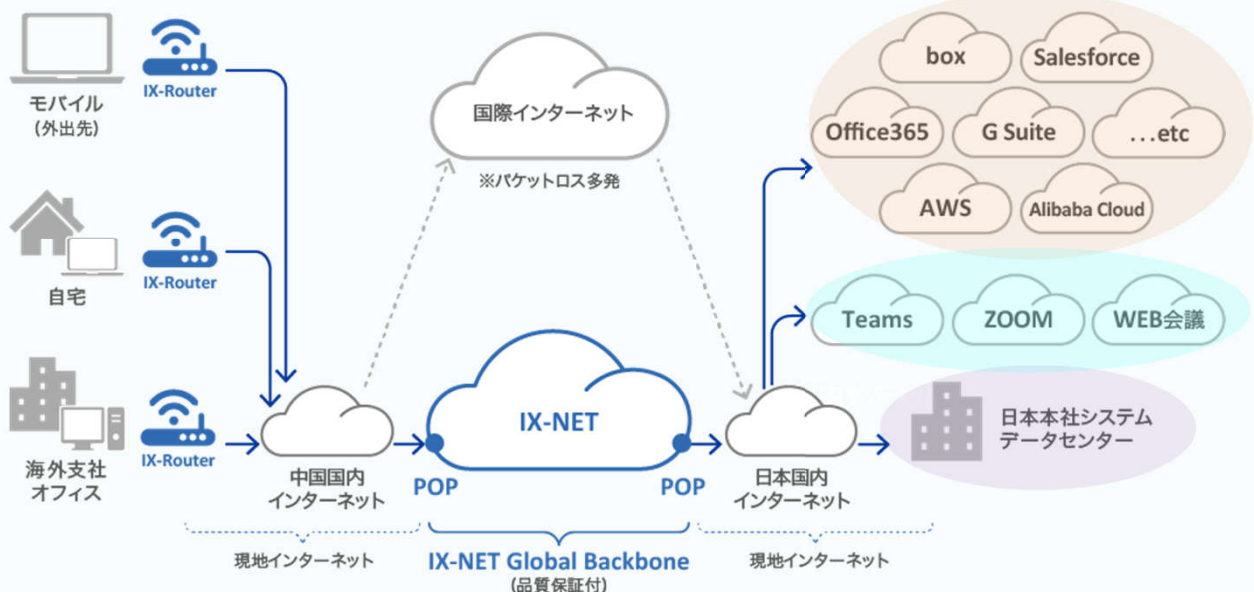 モバイル
(外出先)
IX-Router
自宅
IX-Router
海外支社
オフィス
IX-Router
中国国内
インターネット
国際インターネット
※パケットロス多発
IX-NET
POP
POP
日本国内
インターネット
現地インターネット
IX-NET Global Backbone
(品質保証付)
現地インターネット
box
Salesforce
Office365
G Suite
...etc
AWS
Alibaba Cloud
Teams
ZOOM
WEB会議
日本本社システム
データセンター